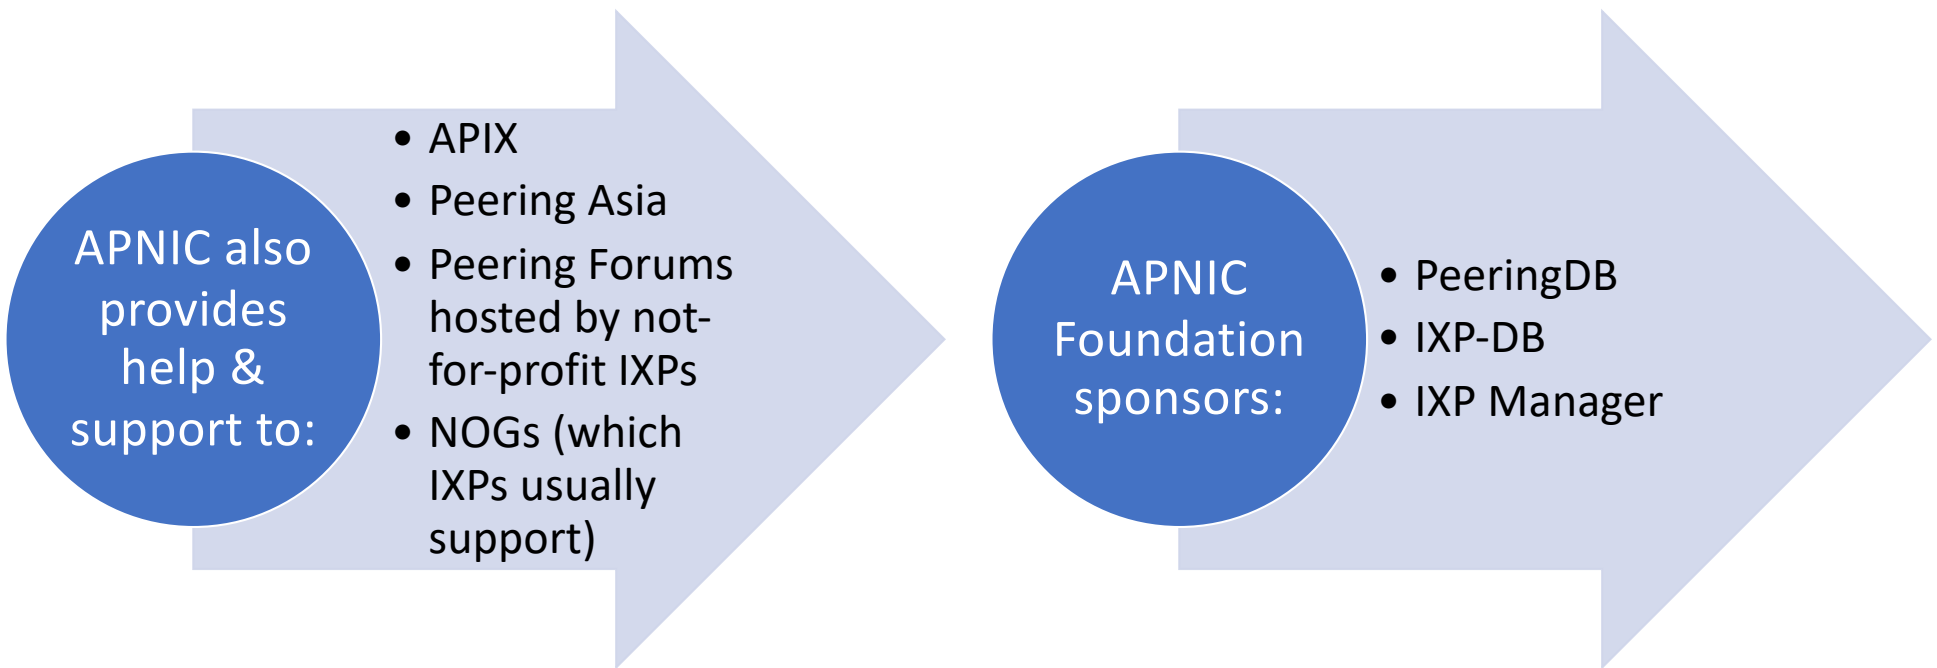 APNIC also
provides
help &
support to:
• APIX
• Peering Asia
• Peering Forums
hosted by not-
for-profit IXPs
• NOGs (which
IXPs usually
support)
APNIC
Foundation
sponsors:
• PeeringDB
• IXP-DB
• IXP Manager